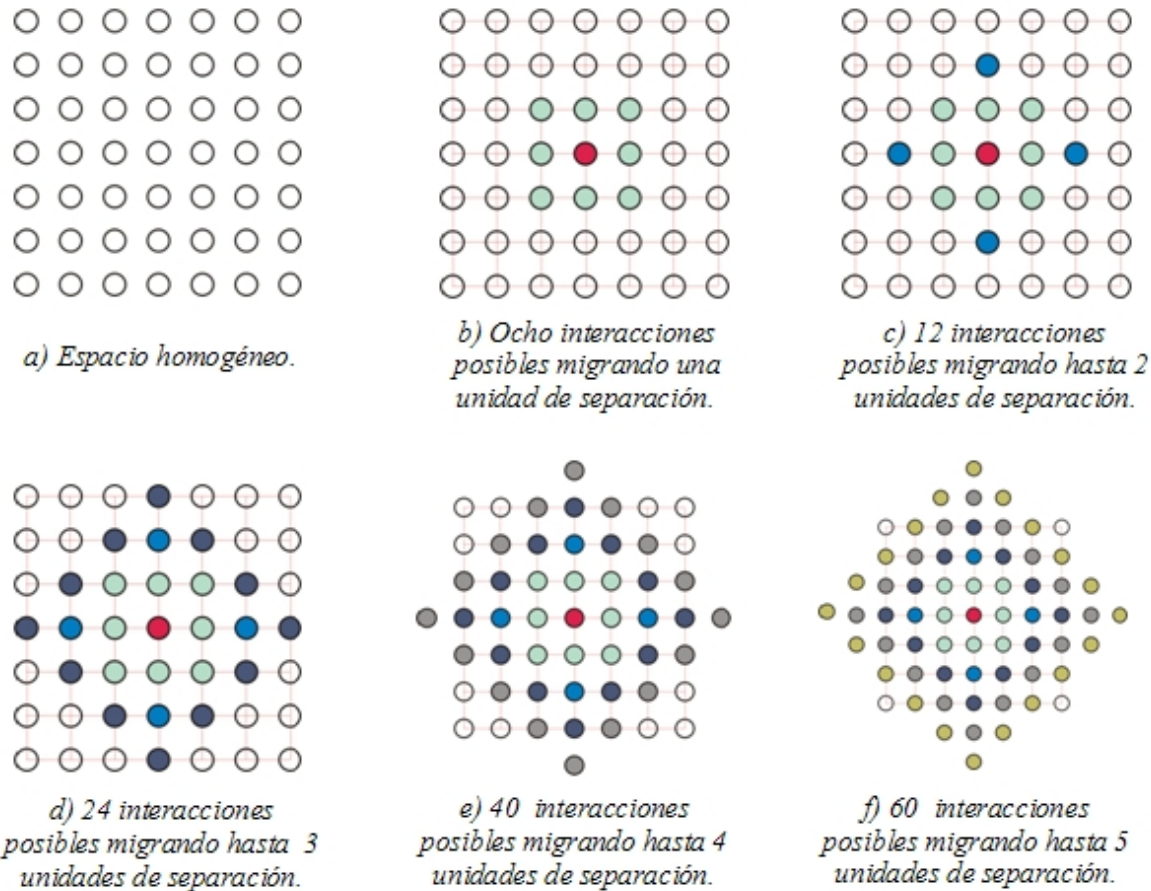 a) Espacio homogéneo.
b) Ocho interacciones
posibles migrando una
unidad de separación.
c) 12 interacciones
posibles migrando hasta 2
unidades de separación.
d) 24 interacciones
posibles migrando hasta 3
unidades de separación.
e) 40 interacciones
posibles migrando hasta 4
unidades de separación.
f) 60 interacciones
posibles migrando hasta 5
unidades de separación.